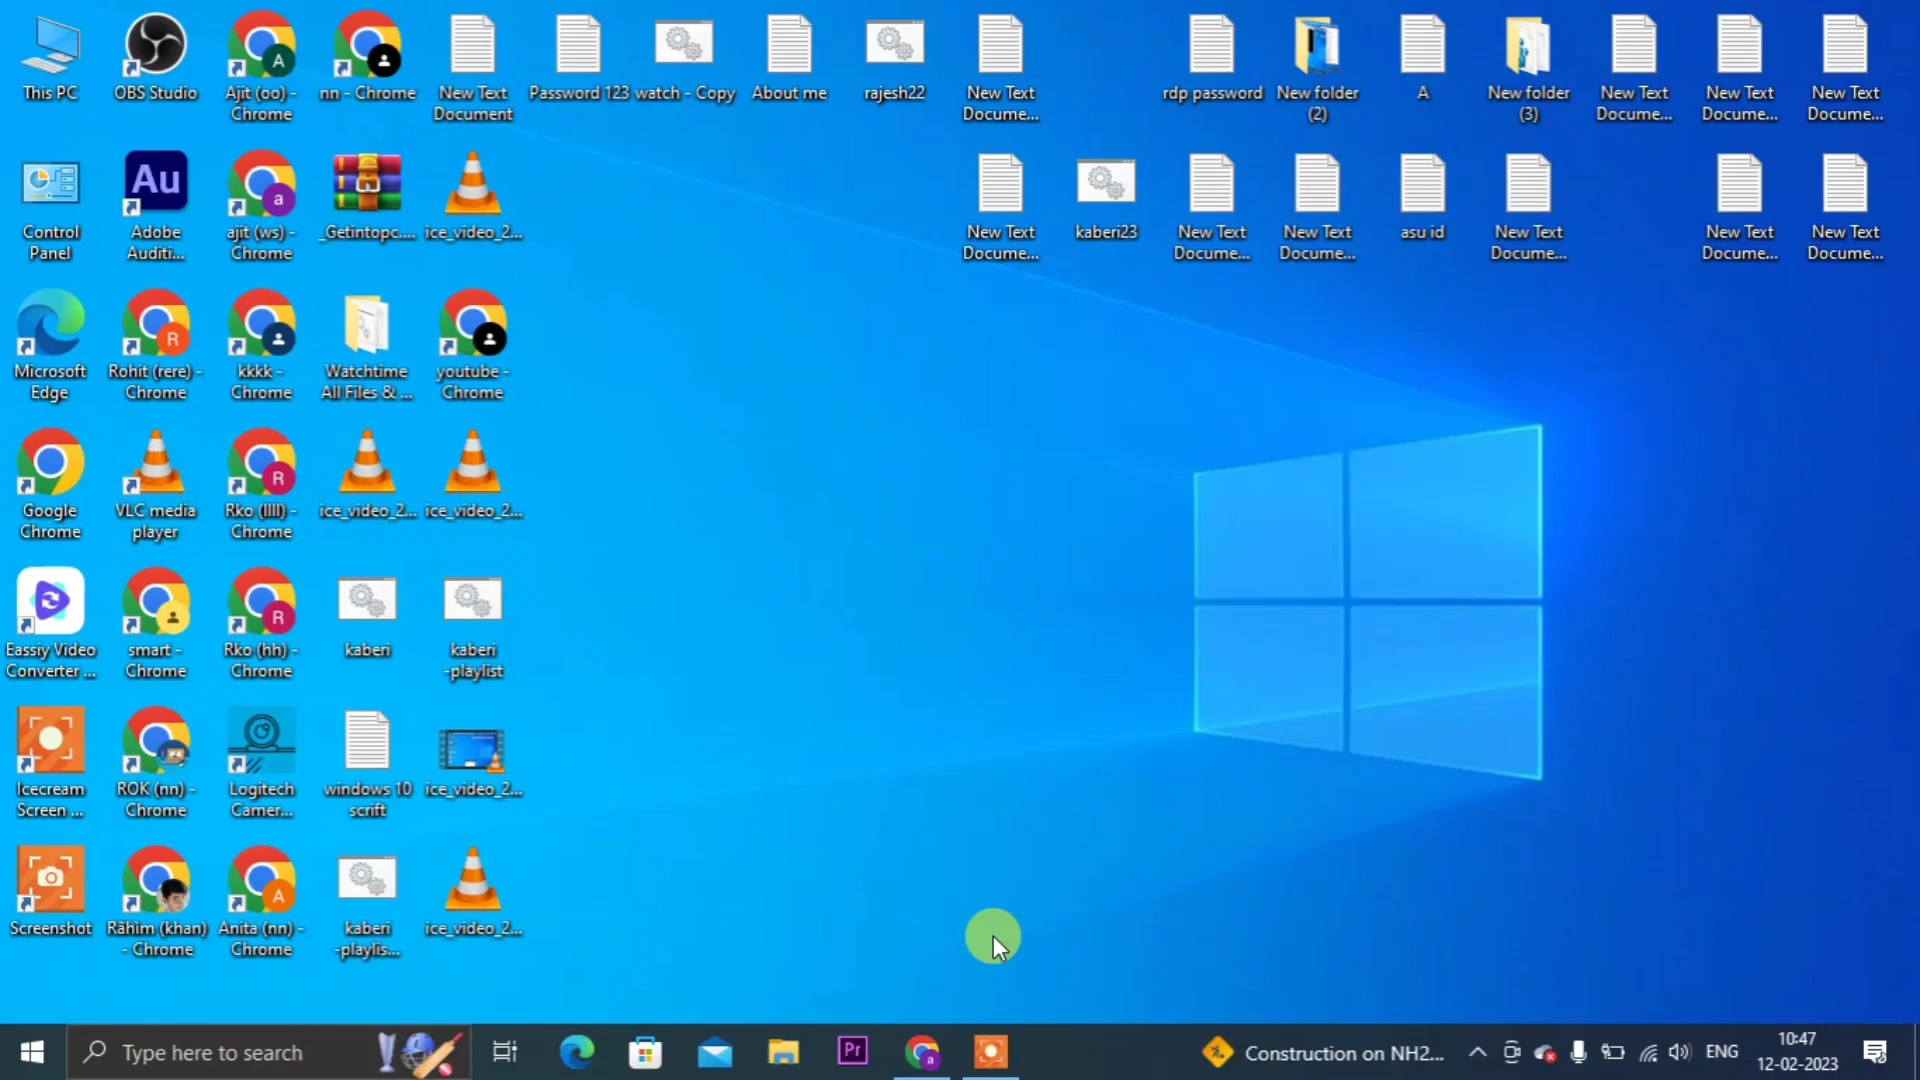 This PC
OBS Studio
Ajit (oo) -
Chrome
nn - Chrome
New Text
Document
Password 123
watch - Copy
About me
rajesh22
New Text
Docume...
rdp password
New folder
(2)
A
New folder
(3)
New Text
Docume...
New Text
Docume...
New Text
Docume...
Control
Panel
Au
Adobe
Auditi...
a
ajit (ws) -
Chrome
_Getintopc....
ice_video_2...
New Text
Docume...
kaberi23
New Text
Docume...
New Text
Docume...
asu id
New Text
Docume...
New Text
Docume...
New Text
Docume...
Microsoft
Edge
R
Rohit (rere) -
Chrome
kkkk -
Chrome
Watchtime
All Files & ...
youtube -
Chrome
Google
Chrome
VLC media
player
R
Rko (llll) -
Chrome
ice_video_2...
ice_video_2...
Eassiy Video
Converter ...
smart -
Chrome
R
Rko (hh) -
Chrome
kaberi
kaberi
-playlist
Icecream
Screen ...
ROK (nn) -
Chrome
Logitech
Camer...
windows 10
scrift
ice_video_2...
Screenshot
Rãhim (khan)
- Chrome
A
Anita (nn) -
Chrome
kaberi
-playlis...
ice_video_2...
Type here to search
Pr
a
Construction on NH2...
ENG
10:47
12-02-2023